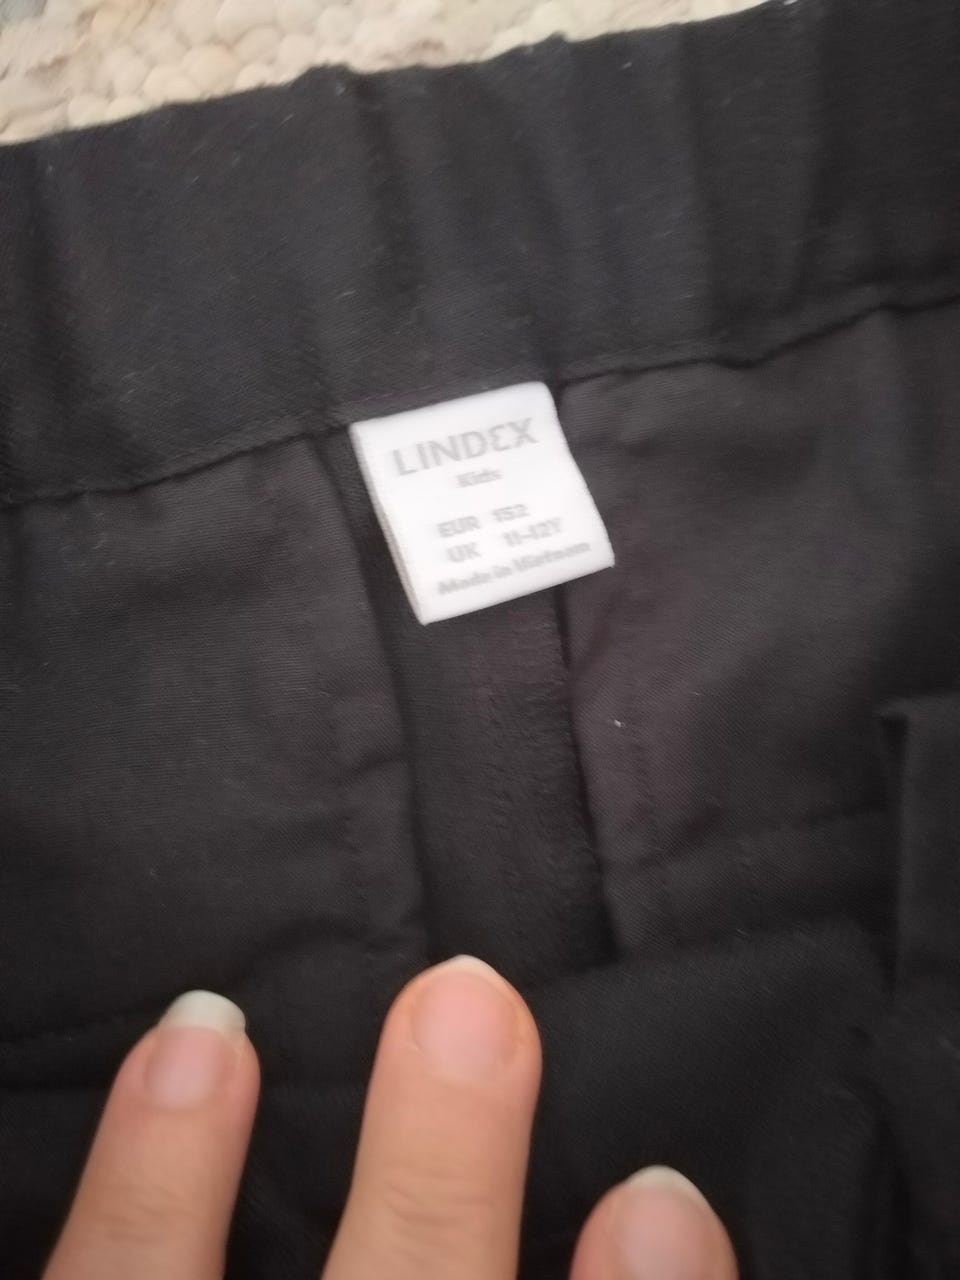 LINDEX
Kids
EUR 152
UK 11-12Y
Made in Vietnam